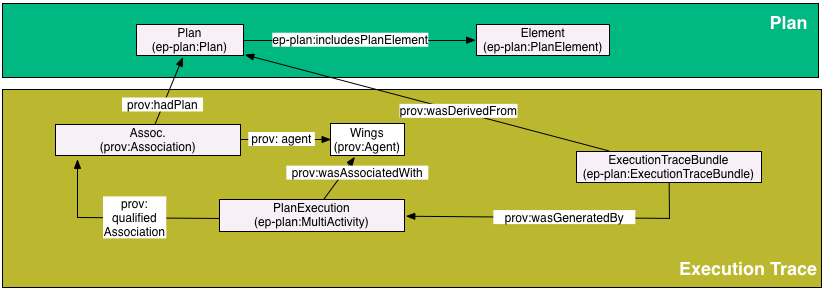 Plan
Plan
(ep-plan:Plan)
ep-plan:includesPlanElement
Element
(ep-plan:PlanElement)
prov:hadPlan
prov:wasDerivedFrom
Assoc.
(prov:Association)
prov: agent
Wings
(prov:Agent)
ExecutionTraceBundle
(ep-plan:ExecutionTraceBundle)
prov:wasAssociatedWith
prov:
qualified
Association
PlanExecution
(ep-plan:MultiActivity)
prov:wasGeneratedBy
Execution Trace